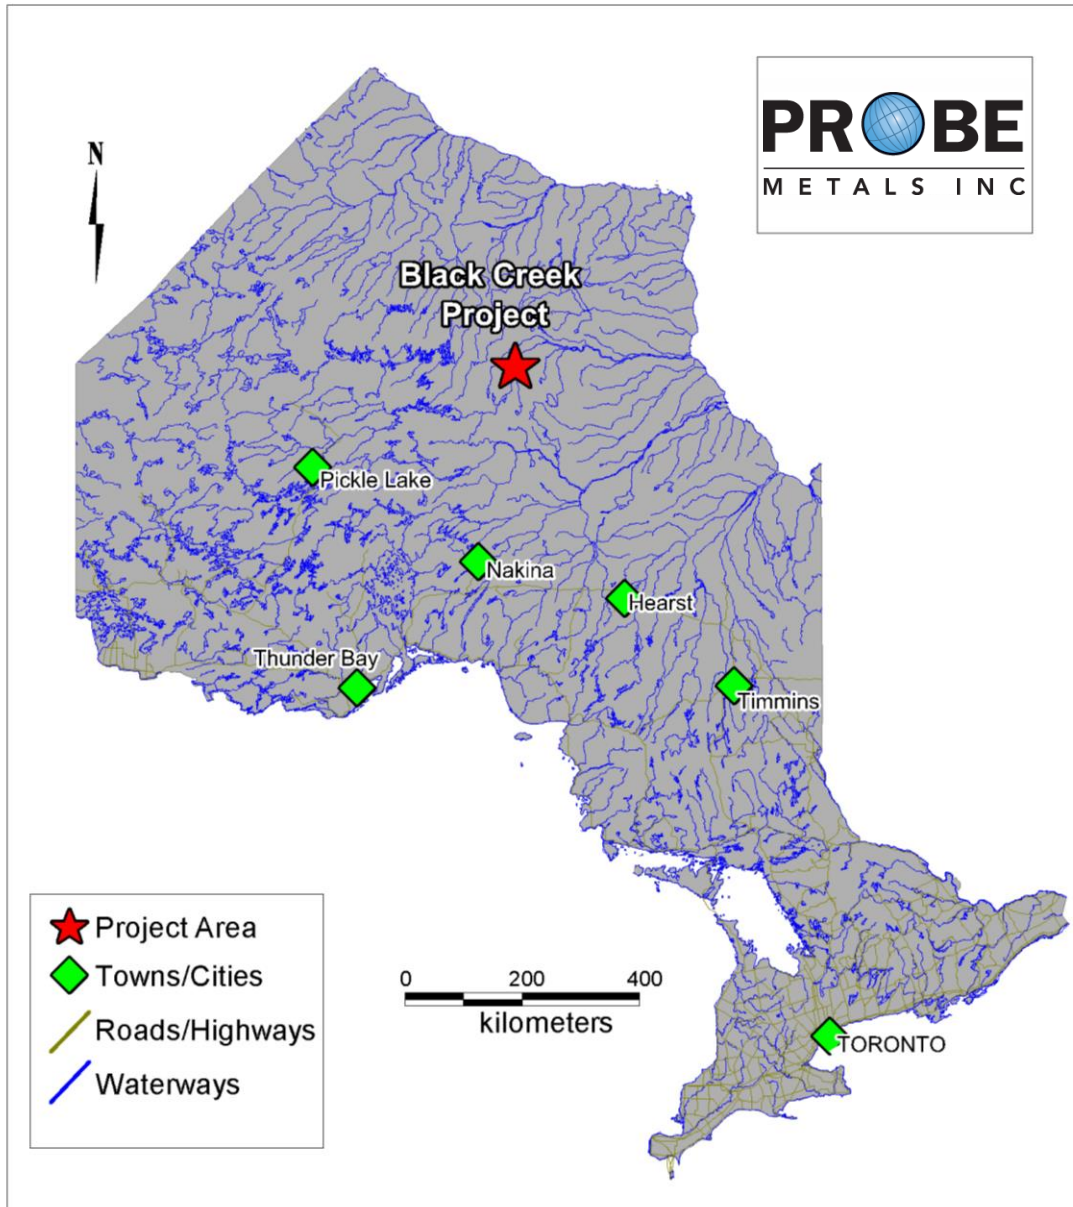 PROBE
METALS INC
N
Black Creek
Project
Pickle Lake
Nakina
Hearst
Thunder Bay
Timmins
Project Area
Towns/Cities
Roads/Highways
Waterways
0 200 400
kilometers
TORONTO